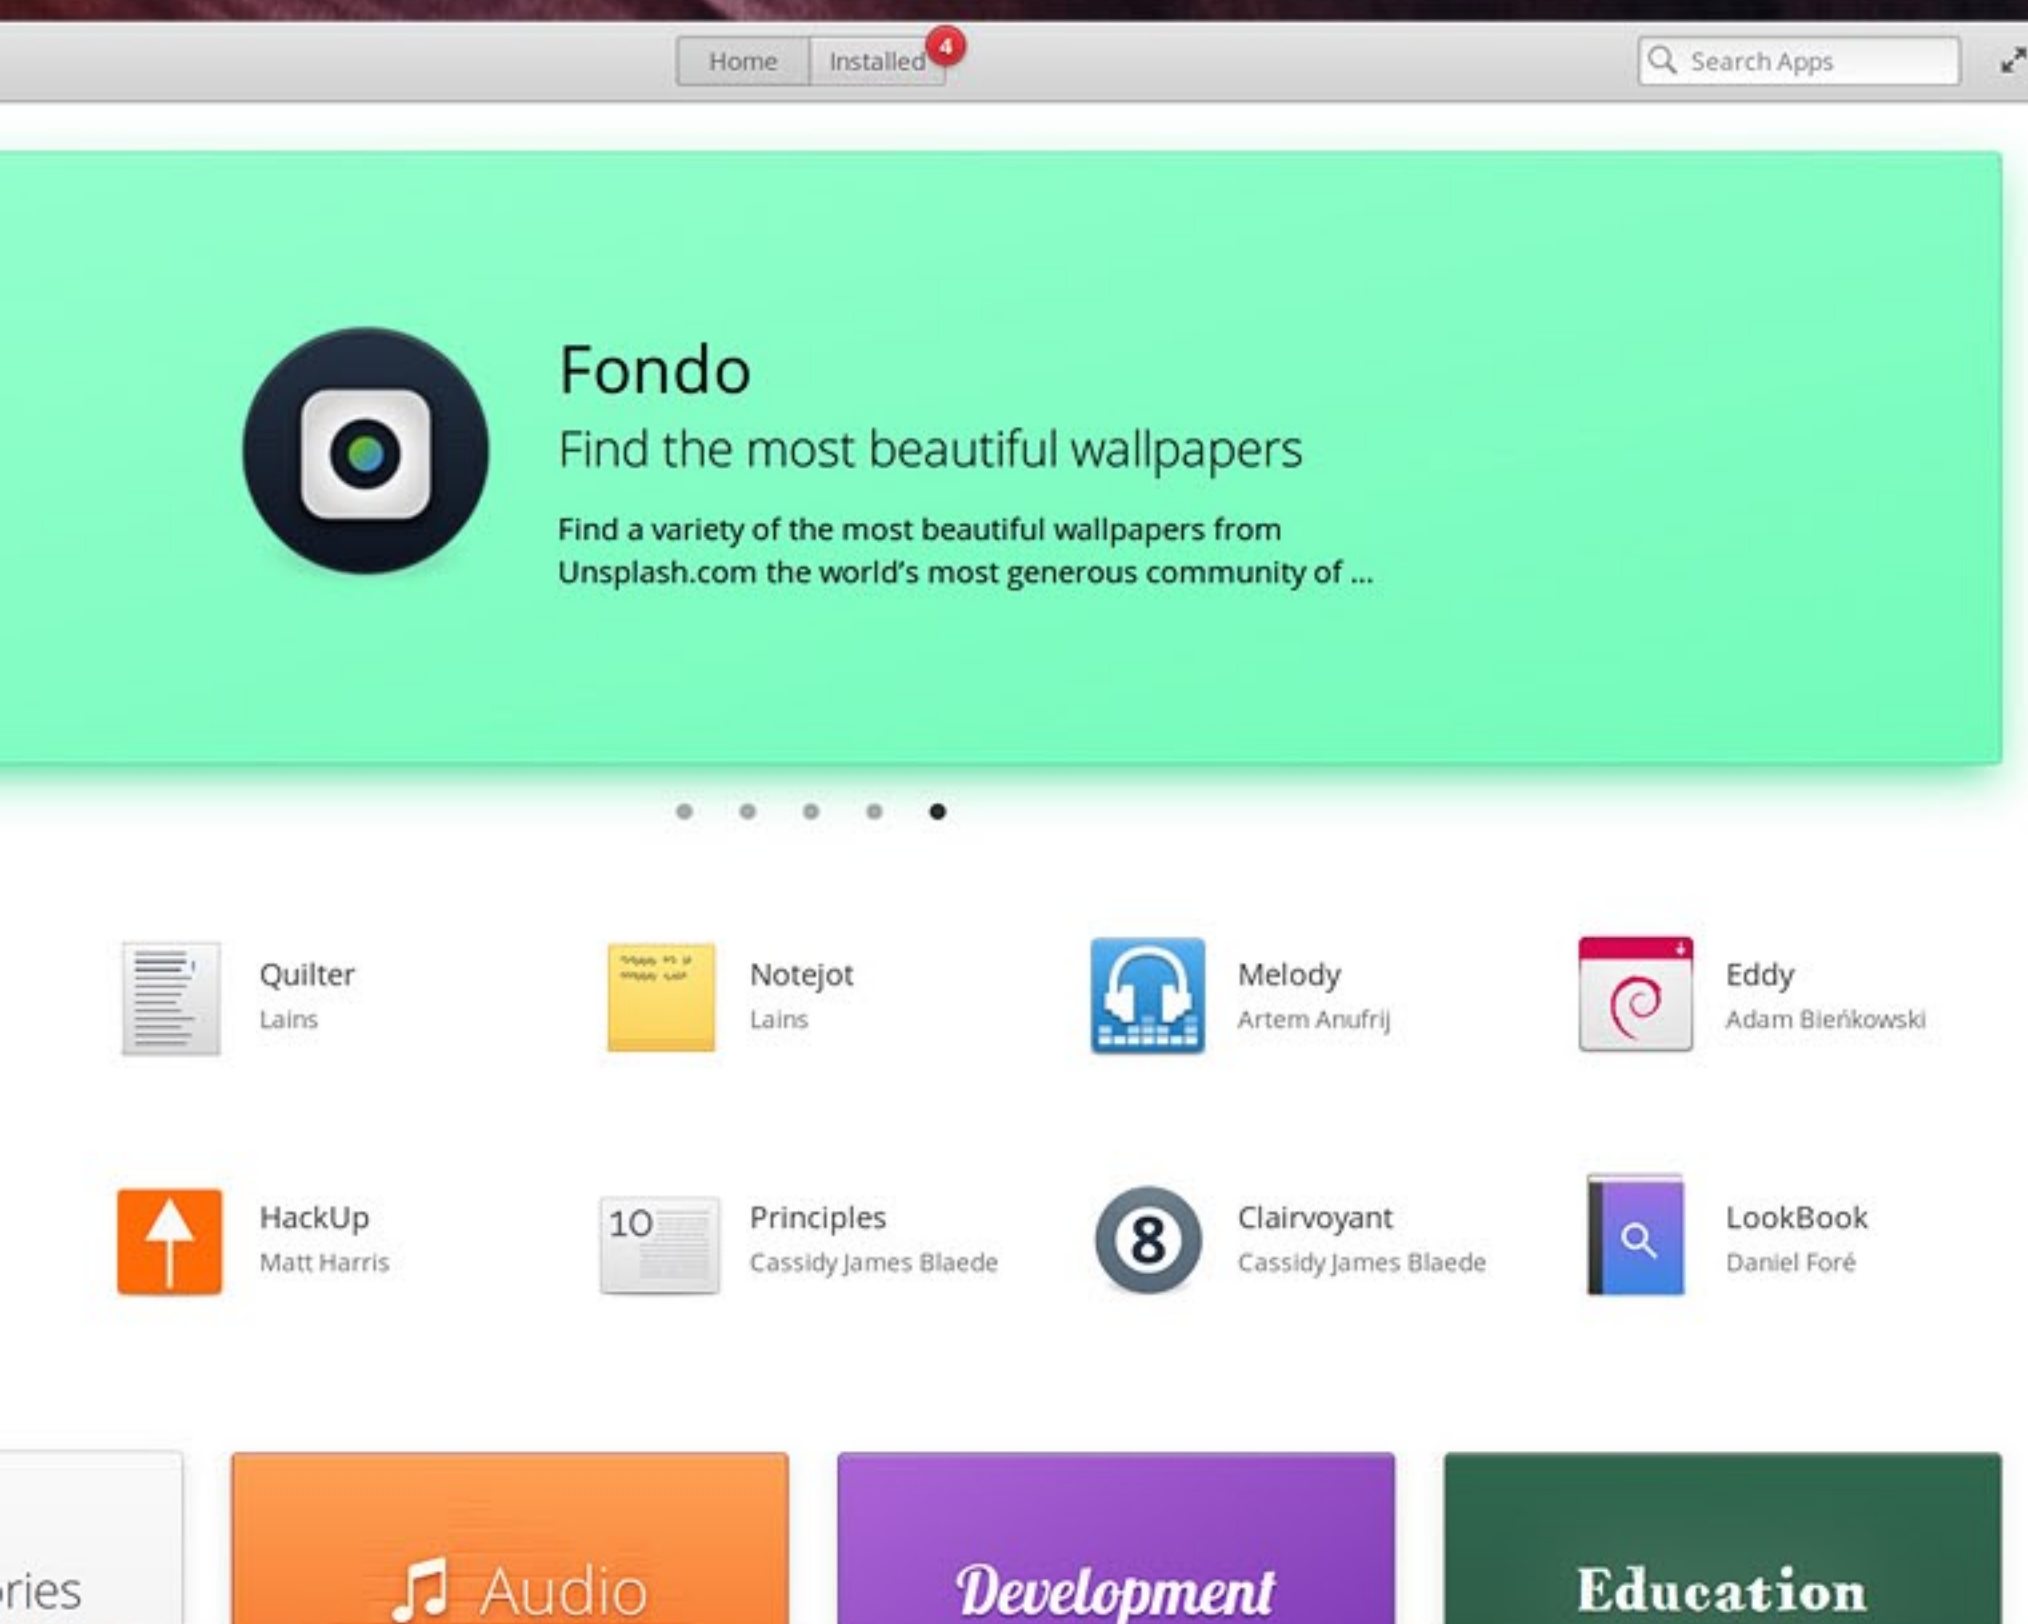 Home
Installed
4
Search Apps
Fondo
Find the most beautiful wallpapers
Find a variety of the most beautiful wallpapers from
Unsplash.com the world’s most generous community of ...
Quilter
Lains
Notejot
Lains
Melody
Artem Anufrij
Eddy
Adam Bieńkowski
HackUp
Matt Harris
10
Principles
Cassidy James Blaede
8
Clairvoyant
Cassidy James Blaede
LookBook
Daniel Foré
ries
Audio
Development
Education